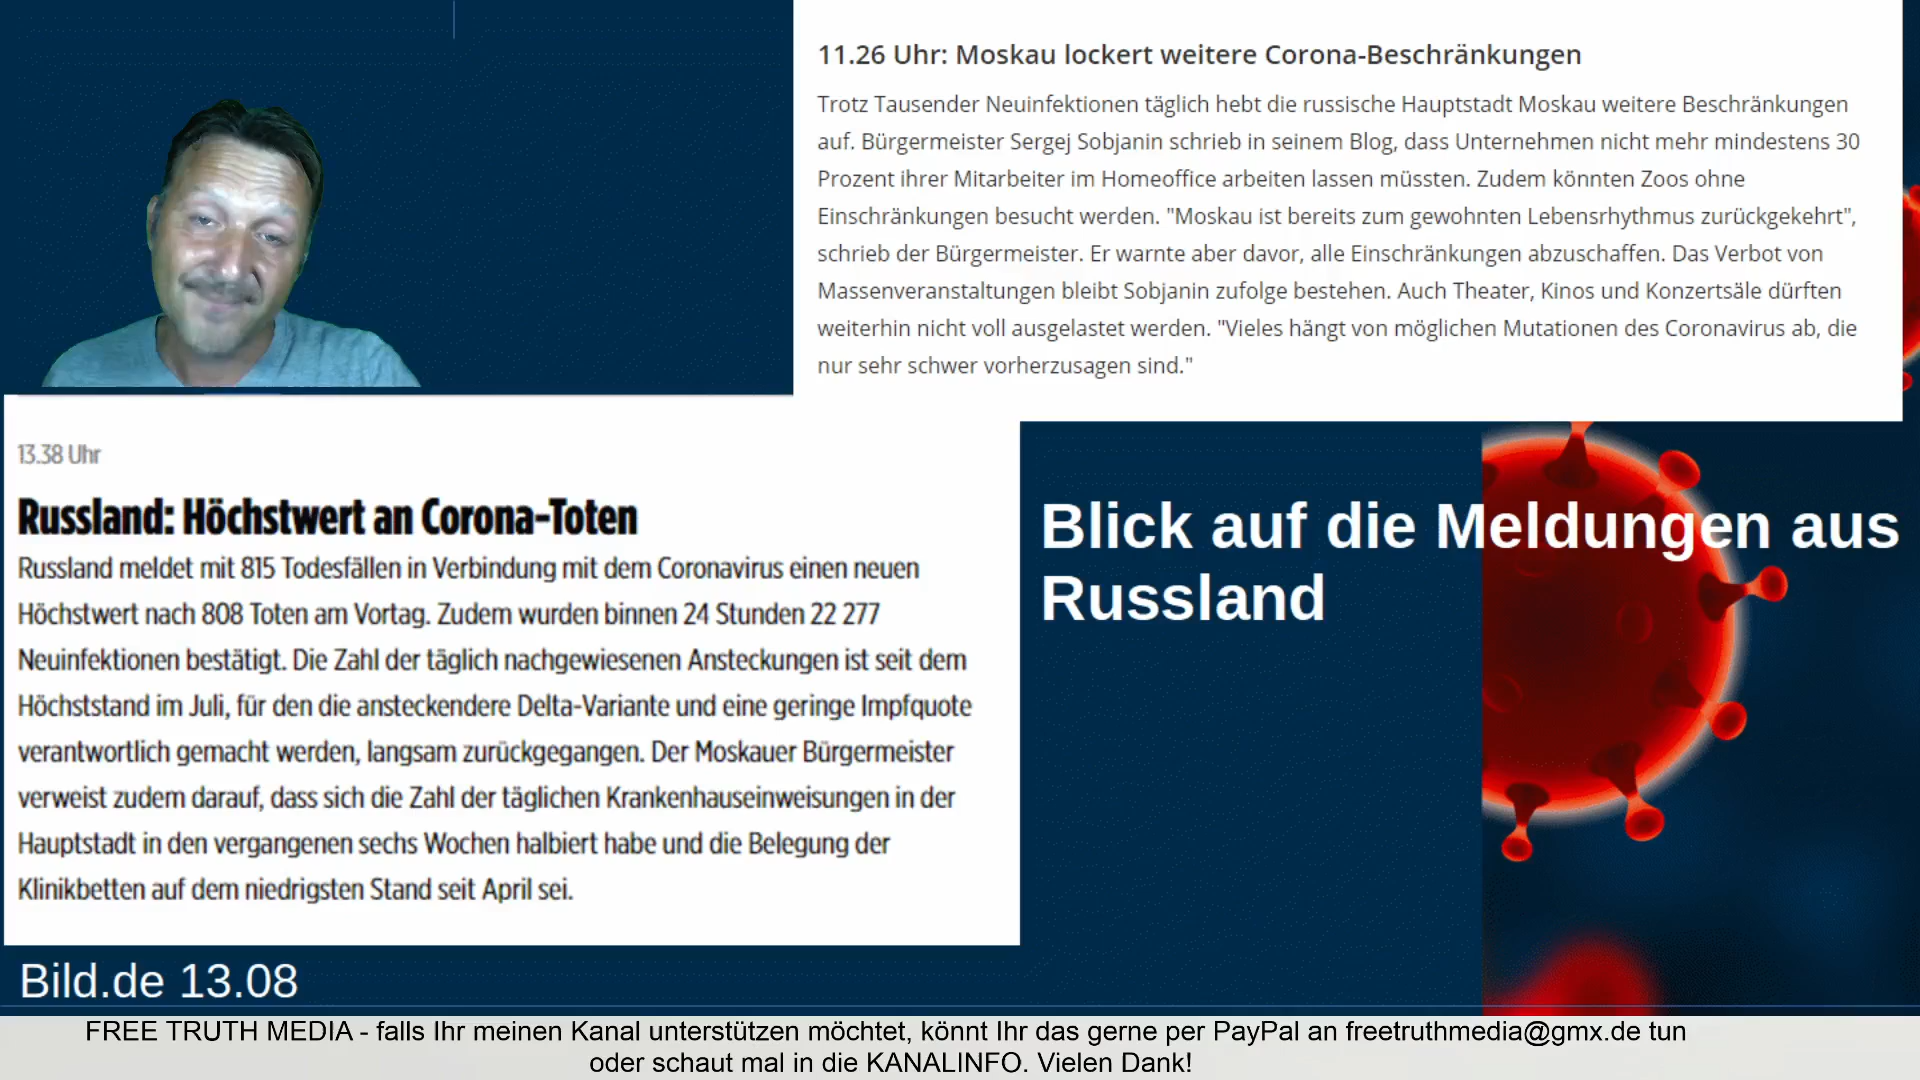 11.26 Uhr: Moskau lockert weitere Corona-Beschränkungen
Trotz Tausender Neuinfektionen täglich hebt die russische Hauptstadt Moskau weitere Beschränkungen
auf. Bürgermeister Sergej Sobjanin schrieb in seinem Blog, dass Unternehmen nicht mehr mindestens 30
Prozent ihrer Mitarbeiter im Homeoffice arbeiten lassen müssten. Zudem könnten Zoos ohne
Einschränkungen besucht werden. "Moskau ist bereits zum gewohnten Lebensrhythmus zurückgekehrt",
schrieb der Bürgermeister. Er warnte aber davor, alle Einschränkungen abzuschaffen. Das Verbot von
Massenveranstaltungen bleibt Sobjanin zufolge bestehen. Auch Theater, Kinos und Konzertsäle dürften
weiterhin nicht voll ausgelastet werden. "Vieles hängt von möglichen Mutationen des Coronavirus ab, die
nur sehr schwer vorherzusagen sind."
13.38 Uhr
Russland: Höchstwert an Corona-Toten
Russland meldet mit 815 Todesfällen in Verbindung mit dem Coronavirus einen neuen
Höchstwert nach 808 Toten am Vortag. Zudem wurden binnen 24 Stunden 22 277
Neuinfektionen bestätigt. Die Zahl der täglich nachgewiesenen Ansteckungen ist seit dem
Höchststand im Juli, für den die ansteckendere Delta-Variante und eine geringe Impfquote
verantwortlich gemacht werden, langsam zurückgegangen. Der Moskauer Bürgermeister
verweist zudem darauf, dass sich die Zahl der täglichen Krankenhauseinweisungen in der
Hauptstadt in den vergangenen sechs Wochen halbiert habe und die Belegung der
Klinikbetten auf dem niedrigsten Stand seit April sei.
Blick auf die Meldungen aus
Russland
Bild.de 13.08
FREE TRUTH MEDIA - falls Ihr meinen Kanal unterstützen möchtet, könnt Ihr das gerne per PayPal an freetruthmedia@gmx.de tun
oder schaut mal in die KANALINFO. Vielen Dank!